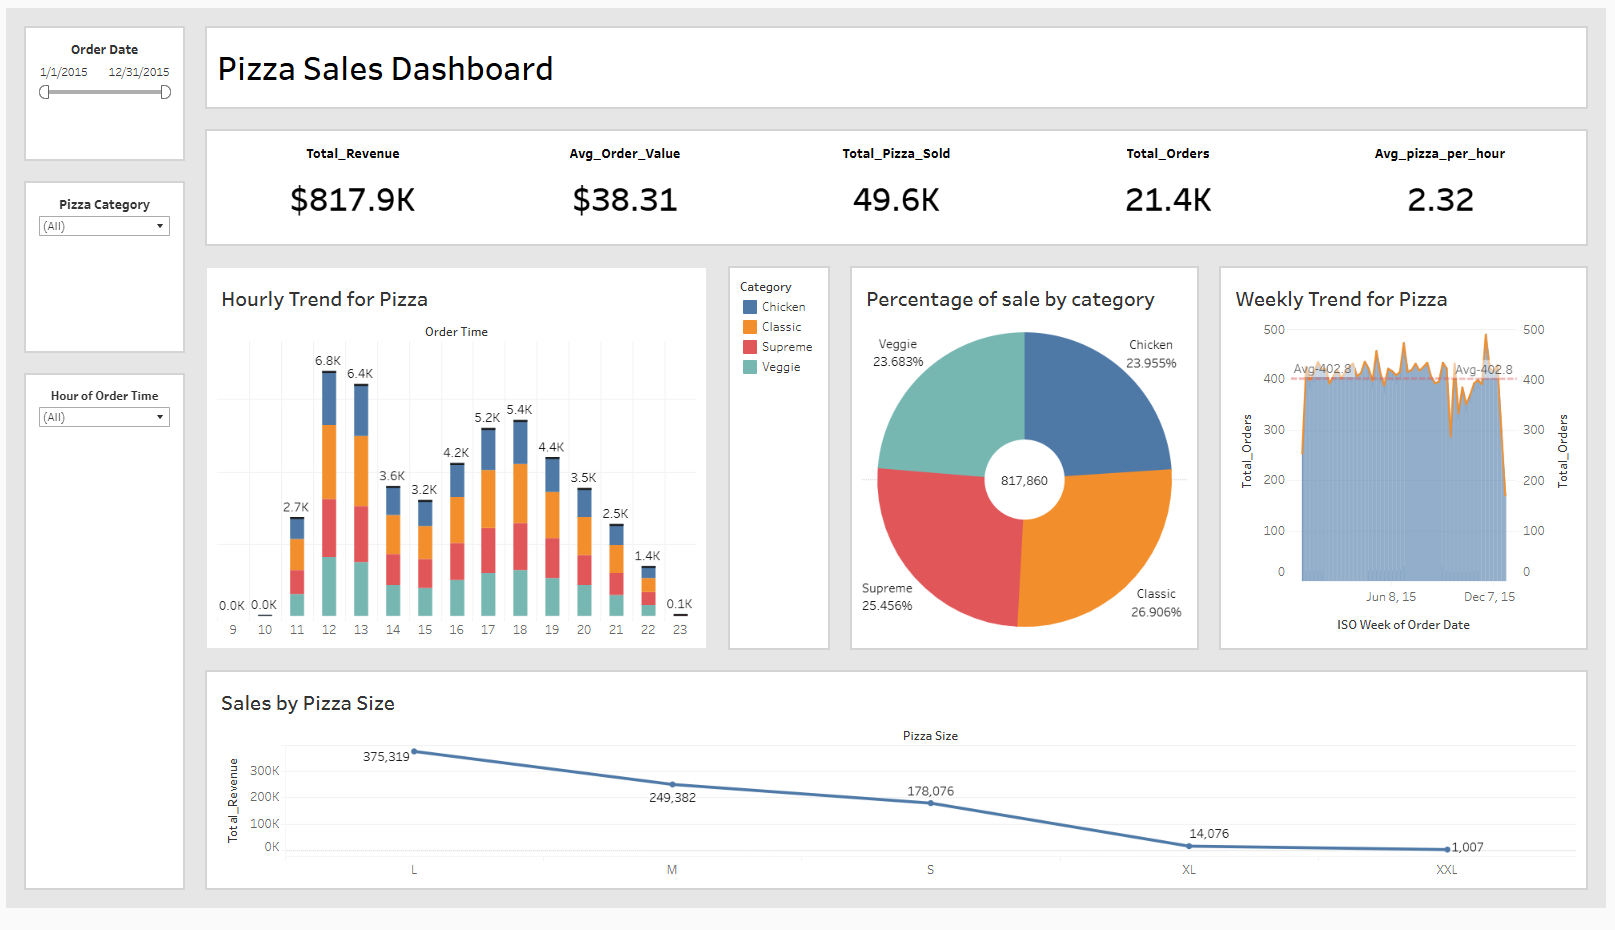 Order Date
1/1/2015 12/31/2015
Pizza Category
(All)
Hour of Order Time
(All)
Pizza Sales Dashboard
Total_Revenue Avg_Order_Value Total_Pizza_Sold Total_Orders Avg_pizza_per_hour
$817.9K $38.31 49.6K 21.4K 2.32
Hourly Trend for Pizza
Order Time
0.0K 0.0K 2.7K 6.8K 6.4K 3.6K 3.2K 4.2K 5.2K 5.4K 4.4K 3.5K 2.5K 1.4K 0.1K
9 10 11 12 13 14 15 16 17 18 19 20 21 22 23
Category
Chicken
Classic
Supreme
Veggie
Percentage of sale by category
Veggie
23.683%
Chicken
23.955%
817,860
Supreme
25.456%
Classic
26.906%
Weekly Trend for Pizza
Total_Orders
500
400
300
200
100
0
Avg-402.8 Avg-402.8
500
400
300
200
100
0
Total_Orders
Jun 8, 15 Dec 7, 15
ISO Week of Order Date
Sales by Pizza Size
Pizza Size
Total_Revenue
300K
200K
100K
0K
375,319
249,382
178,076
14,076
1,007
L M S XL XXL